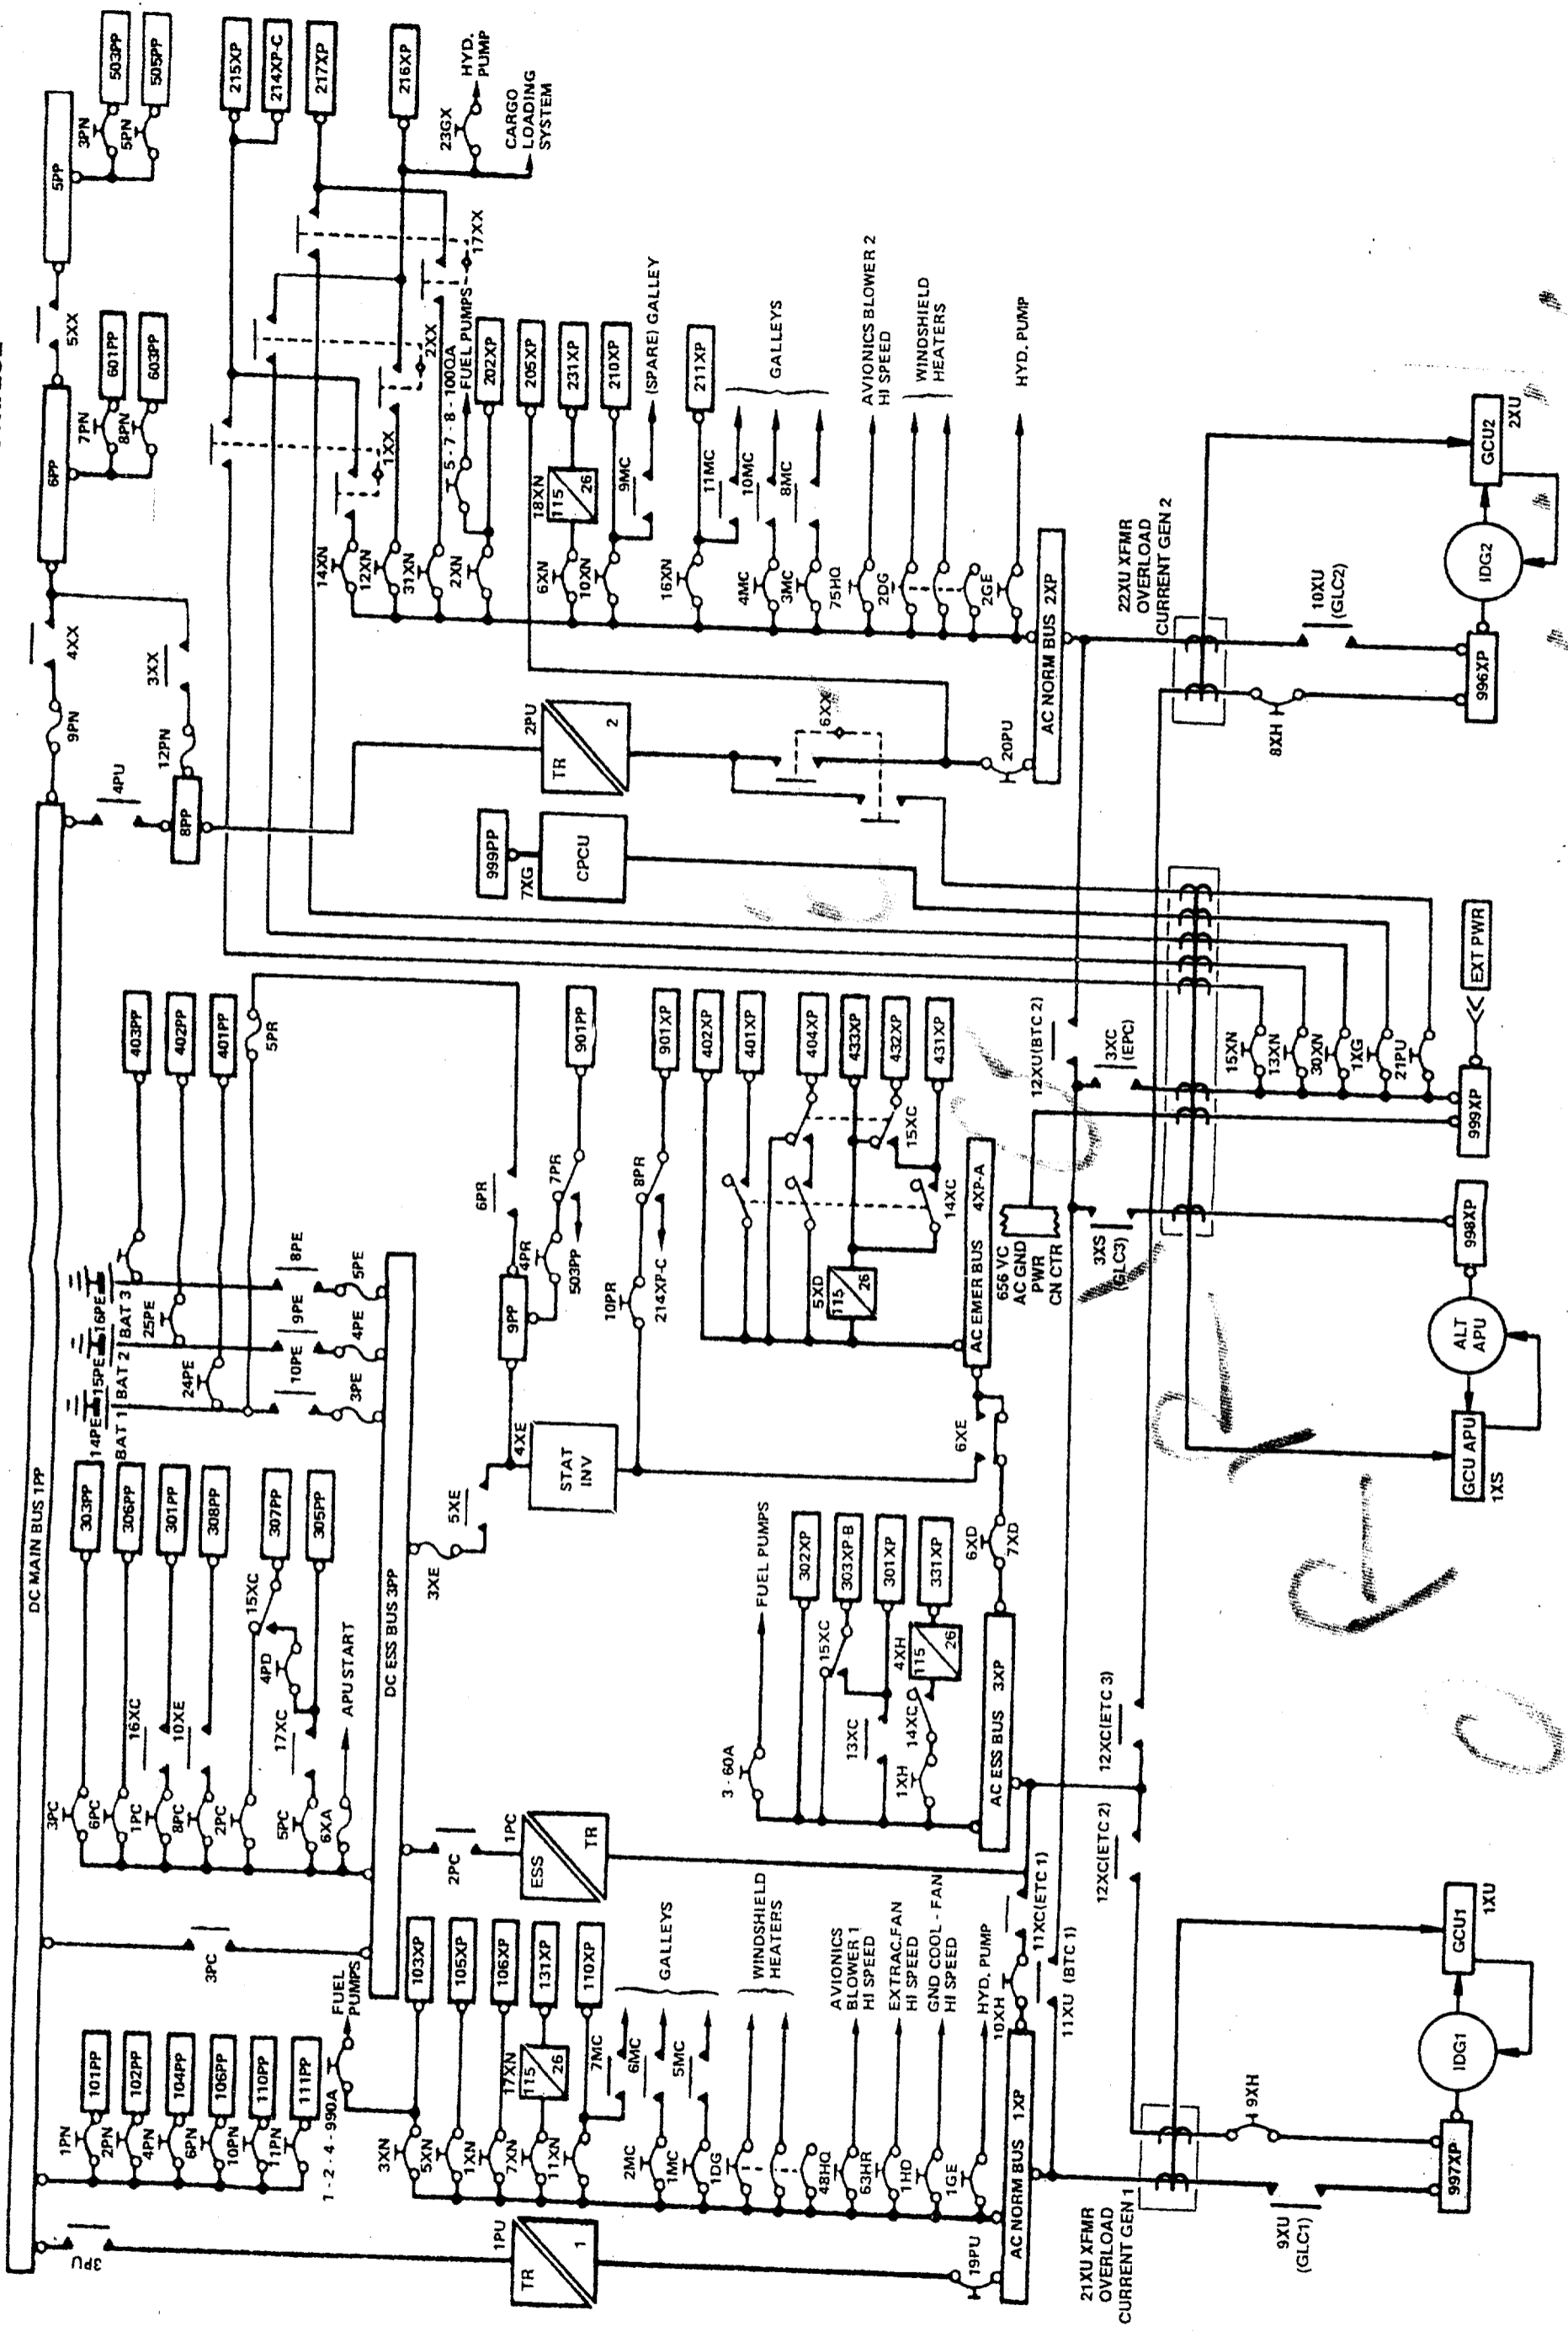 DC MAIN BUS 1PP
3PU
1PN
2PN
4PN
6PN
10PN
11PN
101PP
102PP
104PP
106PP
110PP
111PP
1 - 2 - 4 - 990A
FUEL
PUMPS
3PC
3PC
6PC
1PC
8PC
2PC
5PC
6XA
16XC
10XE
17XC
4PD
15XC
APU START
303PP
306PP
301PP
308PP
307PP
305PP
14PE
15PE
16PE
BAT 1
BAT 2
BAT 3
24PE
25PE
10PE
9PE
8PE
3PE
4PE
5PE
403PP
402PP
401PP
5PR
DC ESS BUS 3PP
4PU
8PP
9PN
12PN
4XX
3XX
6PP
7PN
8PN
601PP
603PP
5XX
5PP
3PN
5PN
503PP
505PP
215XP
214XP-C
217XP
216XP
23GX
HYD.
PUMP
CARGO
LOADING
SYSTEM
1XX
2XX
17XX
14XN
12XN
31XN
2XN
5 - 7 - 8 - 100QA
FUEL PUMPS
202XP
205XP
231XP
210XP
6XN
18XN
115
26
10XN
9MC
(SPARE) GALLEY
16XN
211XP
11MC
4MC
10MC
3MC
8MC
GALLEYS
75HQ
AVIONICS BLOWER 2
HI SPEED
2DG
WINDSHIELD
HEATERS
2GE
HYD. PUMP
AC NORM BUS 2XP
2PU
TR
2
6XX
20PU
999PP
7XG
CPCU
3XE
5XE
4XE
STAT
INV
9PP
4PR
6PR
7PR
503PP
901PP
10PR
8PR
214XP-C
901XP
402XP
401XP
404XP
433XP
432XP
431XP
15XC
14XC
5XD
115
26
AC EMER BUS 4XP-A
6XE
6XD
7XD
2PC
1PC
ESS
TR
3 - 60A
FUEL PUMPS
302XP
303XP-B
301XP
331XP
15XC
13XC
14XC
1XH
4XH
115
26
AC ESS BUS 3XP
3XN
5XN
1XN
7XN
11XN
103XP
105XP
106XP
131XP
110XP
17XN
115
26
7MC
2MC
6MC
1MC
5MC
GALLEYS
1DG
WINDSHIELD
HEATERS
48HQ
AVIONICS
BLOWER 1
HI SPEED
63HR
EXTRAC.FAN
HI SPEED
1HD
GND COOL - FAN
HI SPEED
1GE
HYD. PUMP
1PU
TR
1
19PU
AC NORM BUS 1XP
10XH
11XC(ETC 1)
11XU (BTC 1)
12XC(ETC 2)
12XC(ETC 3)
12XU(BTC 2)
656 VC
AC GND
PWR
CN CTR
3XC
(EPC)
3XS
(GLC3)
21XU XFMR
OVERLOAD
CURRENT GEN 1
9XU
(GLC1)
9XH
997XP
IDG1
GCU1
1XU
GCU APU
1XS
ALT
APU
998XP
999XP
EXT PWR
15XN
13XN
30XN
1XG
21PU
22XU XFMR
OVERLOAD
CURRENT GEN 2
8XH
10XU
(GLC2)
996XP
IDG2
GCU2
2XU